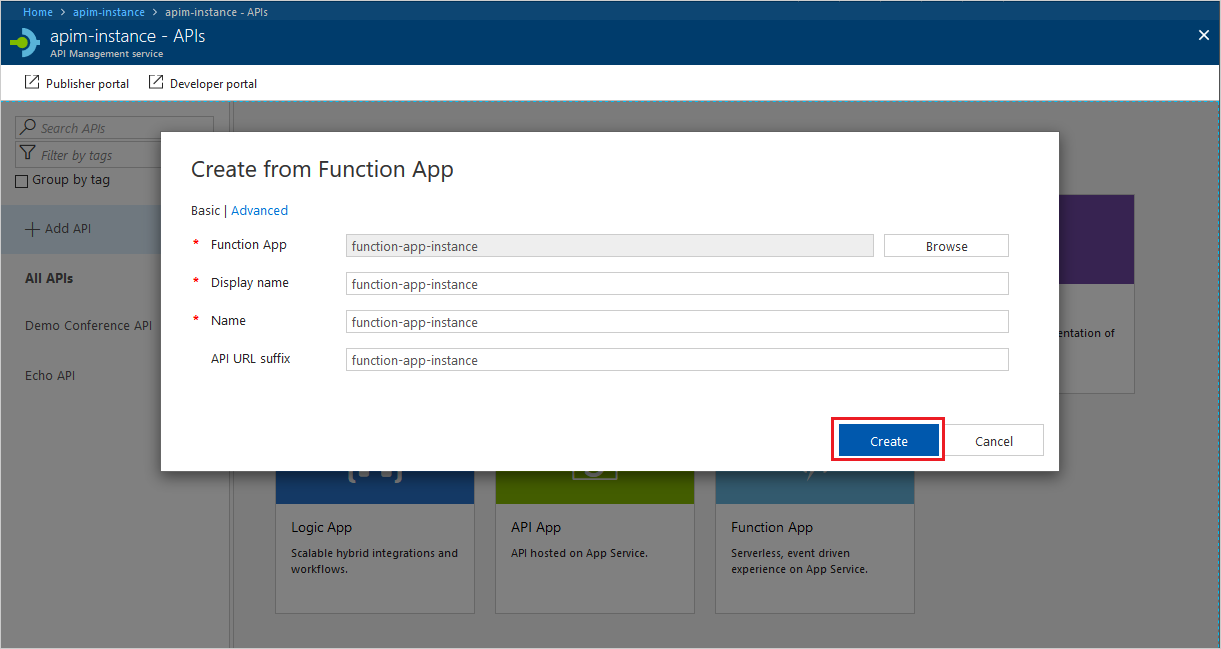 Home > apim-instance > apim-instance - APIs
apim-instance - APIs
API Management service
Publisher portal
Developer portal
Search APIs
Filter by tags
Group by tag
Add API
All APIs
Demo Conference API
Echo API
Create from Function App
Basic | Advanced
* Function App
function-app-instance
Browse
* Display name
function-app-instance
* Name
function-app-instance
API URL suffix
function-app-instance
Create
Cancel
entation of
Logic App
Scalable hybrid integrations and
workflows.
API App
API hosted on App Service.
Function App
Serverless, event driven
experience on App Service.